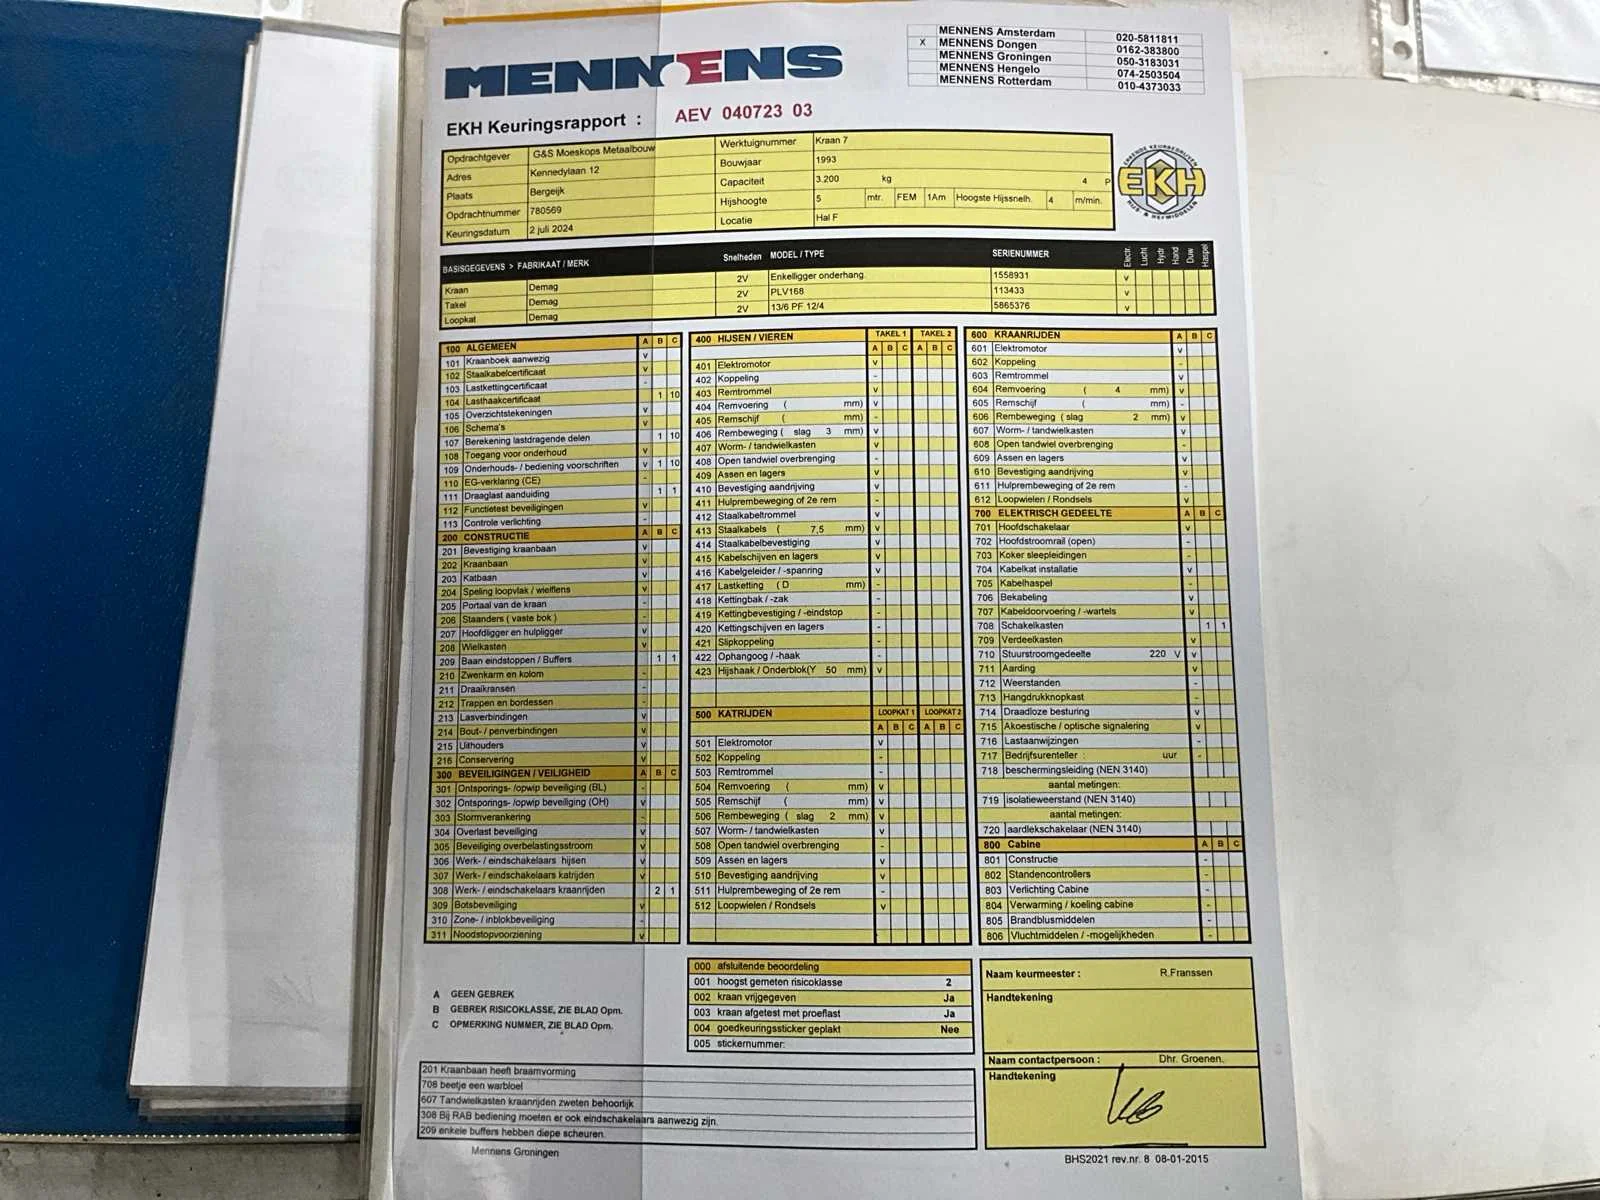 MENNENS
MENNENS Amsterdam 020-5811811
X MENNENS Dongen 0162-383800
MENNENS Groningen 050-3183031
MENNENS Hengelo 074-2503504
MENNENS Rotterdam 010-4373033
EKH Keuringsrapport : AEV 040723 03
Opdrachtgever G&S Moeskops Metaalbouw
Adres Kennedylaan 12
Plaats Bergeijk
Opdrachtnummer 780569
Keuringsdatum 2 juli 2024
Werktuignummer Kraan 7
Bouwjaar 1993
Capaciteit 3.200 kg 4 P
Hijshoogte 5 mtr. FEM 1Am Hoogste Hijssnelh. 4 m/min.
Locatie Hal F
ERKENDE KEURBEDRIJVEN
EKH
HIJS- & HEFMIDDELEN
BASISGEGEVENS > FABRIKAAT / MERK Snelheden MODEL / TYPE SERIENUMMER Electr. Lucht Hydr Hand Duw Haspel
Kraan Demag 2V Enkelligger onderhang. 1558931 v
Takel Demag 2V PLV168 113433 v
Loopkat Demag 2V 13/6 PF 12/4 5865376 v
100 ALGEMEEN A B C
101 Kraanboek aanwezig v
102 Staalkabelcertificaat v
103 Lastkettingcertificaat -
104 Lasthaakcertificaat 1 10
105 Overzichtstekeningen v
106 Schema's v
107 Berekening lastdragende delen 1 10
108 Toegang voor onderhoud v
109 Onderhouds- / bediening voorschriften v 1 10
110 EG-verklaring (CE) -
111 Draaglast aanduiding 1 1
112 Functietest beveiligingen v
113 Controle verlichting -
200 CONSTRUCTIE A B C
201 Bevestiging kraanbaan v
202 Kraanbaan v
203 Katbaan v
204 Speling loopvlak / wielflens v
205 Portaal van de kraan -
206 Staanders ( vaste bok ) -
207 Hoofdligger en hulpligger v
208 Wielkasten v
209 Baan eindstoppen / Buffers 1 1
210 Zwenkarm en kolom -
211 Draaikransen -
212 Trappen en bordessen -
213 Lasverbindingen v
214 Bout- / penverbindingen v
215 Uithouders v
216 Conservering v
300 BEVEILIGINGEN / VEILIGHEID A B C
301 Ontsporings- /opwip beveiliging (BL) -
302 Ontsporings- /opwip beveiliging (OH) v
303 Stormverankering -
304 Overlast beveiliging v
305 Beveiliging overbelastingsstroom v
306 Werk- / eindschakelaars hijsen v
307 Werk- / eindschakelaars katrijden v
308 Werk- / eindschakelaars kraanrijden 2 1
309 Botsbeveiliging v
310 Zone- / inblokbeveiliging -
311 Noodstopvoorziening v
400 HIJSEN / VIEREN TAKEL 1 TAKEL 2
A B C A B C
401 Elektromotor v
402 Koppeling -
403 Remtrommel v
404 Remvoering ( mm) v
405 Remschijf ( mm) -
406 Rembeweging ( slag 3 mm) v
407 Worm- / tandwielkasten v
408 Open tandwiel overbrenging -
409 Assen en lagers v
410 Bevestiging aandrijving v
411 Hulprembeweging of 2e rem -
412 Staalkabeltrommel v
413 Staalkabels ( 7,5 mm) v
414 Staalkabelbevestiging v
415 Kabelschijven en lagers v
416 Kabelgeleider / -spanring v
417 Lastketting ( D mm) -
418 Kettingbak / -zak -
419 Kettingbevestiging / -eindstop -
420 Kettingschijven en lagers -
421 Slipkoppeling -
422 Ophangoog / -haak -
423 Hijshaak / Onderblok(Y 50 mm) v
500 KATRIJDEN LOOPKAT 1 LOOPKAT 2
A B C A B C
501 Elektromotor v
502 Koppeling -
503 Remtrommel -
504 Remvoering ( mm) v
505 Remschijf ( mm) v
506 Rembeweging ( slag 2 mm) v
507 Worm- / tandwielkasten v
508 Open tandwiel overbrenging -
509 Assen en lagers v
510 Bevestiging aandrijving v
511 Hulprembeweging of 2e rem -
512 Loopwielen / Rondsels v
600 KRAANRIJDEN A B C
601 Elektromotor v
602 Koppeling -
603 Remtrommel v
604 Remvoering ( 4 mm) v
605 Remschijf ( mm) -
606 Rembeweging (slag 2 mm) v
607 Worm- / tandwielkasten v
608 Open tandwiel overbrenging -
609 Assen en lagers v
610 Bevestiging aandrijving v
611 Hulprembeweging of 2e rem -
612 Loopwielen / Rondsels v
700 ELEKTRISCH GEDEELTE A B C
701 Hoofdschakelaar v
702 Hoofdstroomrail (open) -
703 Koker sleepleidingen -
704 Kabelkat installatie v
705 Kabelhaspel -
706 Bekabeling v
707 Kabeldoorvoering / -wartels v
708 Schakelkasten 1 1
709 Verdeelkasten v
710 Stuurstroomgedeelte 220 V v
711 Aarding v
712 Weerstanden -
713 Hangdrukknopkast -
714 Draadloze besturing v
715 Akoestische / optische signalering v
716 Lastaanwijzingen -
717 Bedrijfsurenteller : uur -
718 beschermingsleiding (NEN 3140)
aantal metingen:
719 isolatieweerstand (NEN 3140)
aantal metingen:
720 aardlekschakelaar (NEN 3140)
800 Cabine A B C
801 Constructie -
802 Standencontrollers -
803 Verlichting Cabine -
804 Verwarming / koeling cabine -
805 Brandblusmiddelen -
806 Vluchtmiddelen / -mogelijkheden -
A GEEN GEBREK
B GEBREK RISICOKLASSE, ZIE BLAD Opm.
C OPMERKING NUMMER, ZIE BLAD Opm.
000 afsluitende beoordeling
001 hoogst gemeten risicoklasse 2
002 kraan vrijgegeven Ja
003 kraan afgetest met proeflast Ja
004 goedkeuringssticker geplakt Nee
005 stickernummer:
Naam keurmeester : R.Franssen
Handtekening
Naam contactpersoon : Dhr. Groenen.
Handtekening
201 Kraanbaan heeft braamvorming
708 beetje een warbloel
607 Tandwielkasten kraanrijden zweten behoorlijk
308 Bij RAB bediening moeten er ook eindschakelaars aanwezig zijn.
209 enkele buffers hebben diepe scheuren.
Mennens Groningen
BHS2021 rev.nr. 8 08-01-2015